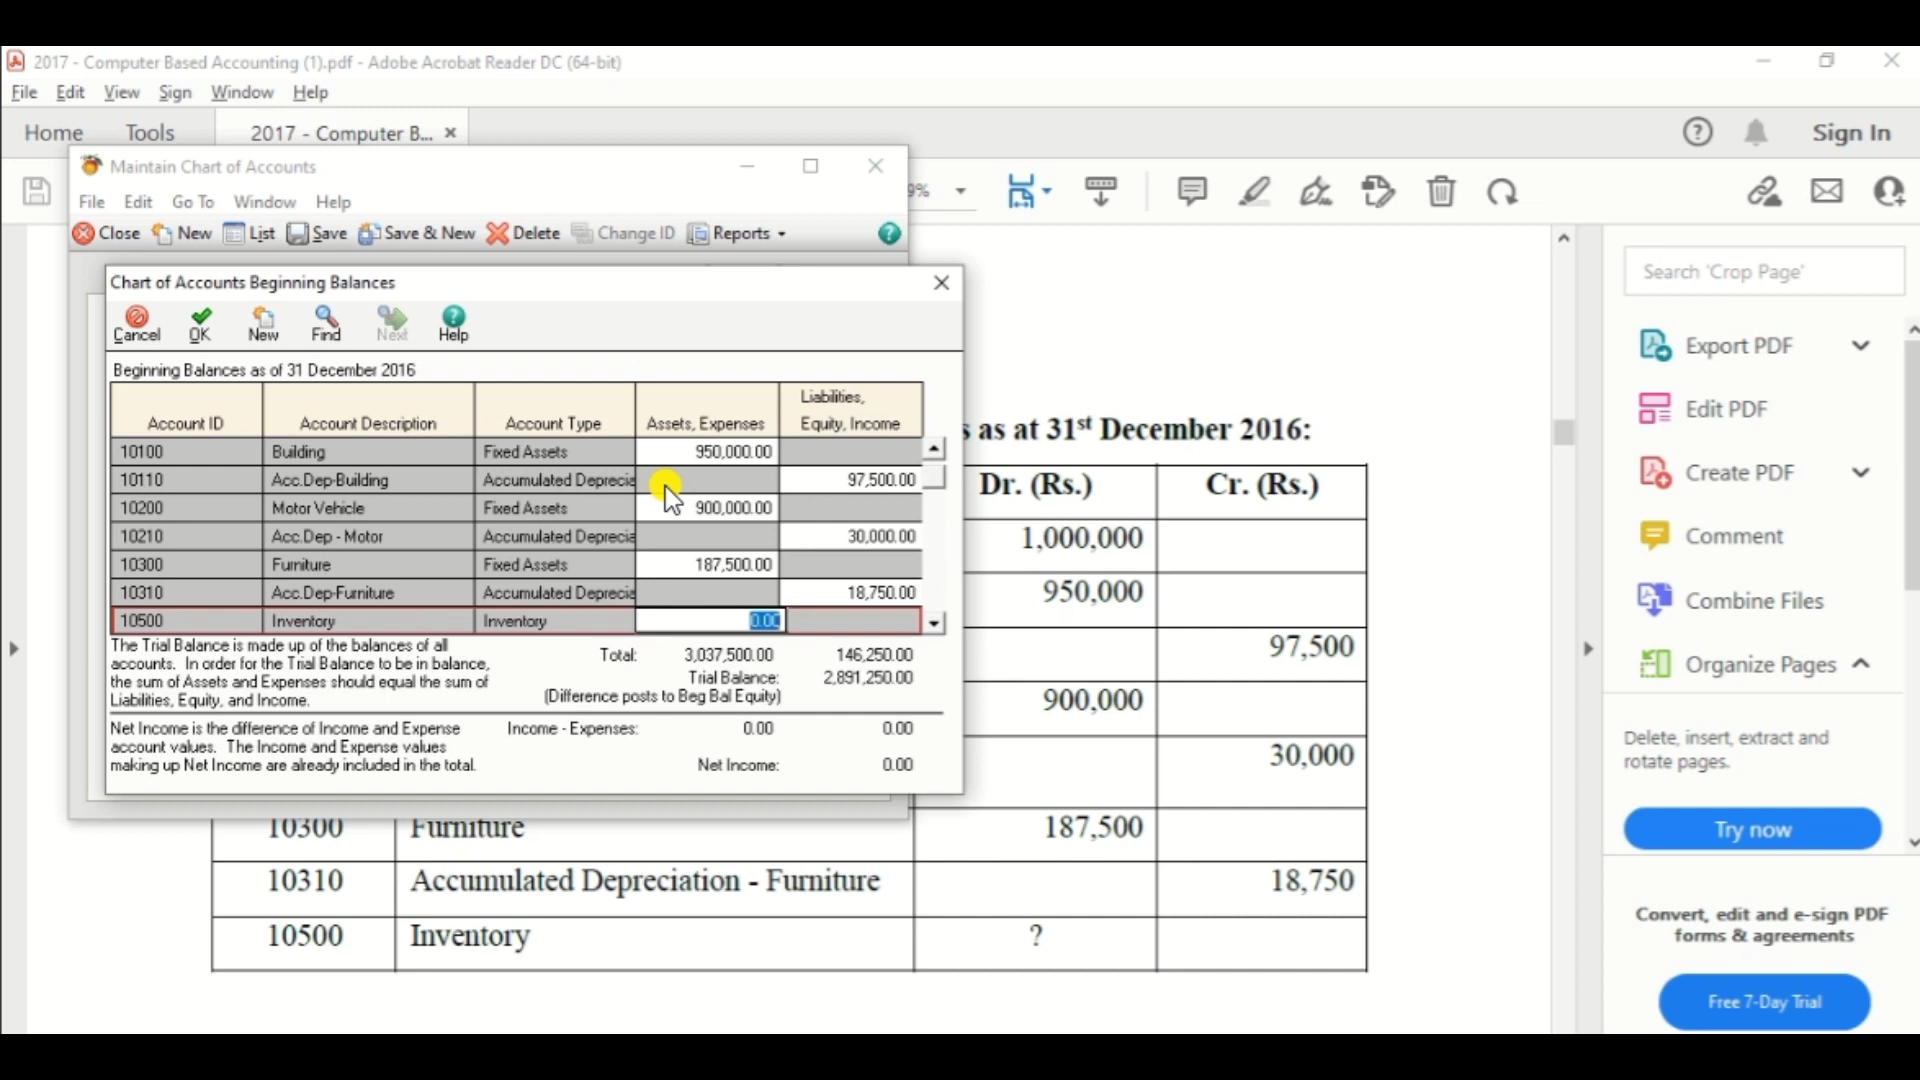 2017 - Computer Based Accounting (1).pdf - Adobe Acrobat Reader DC (64-bit)
File Edit View Sign Window Help
Home Tools 2017 - Computer B... Sign In
Maintain Chart of Accounts
File Edit Go To Window Help
Close New List Save Save & New Delete Change ID Reports
9%
Chart of Accounts Beginning Balances
Cancel OK New Find Next Help
Beginning Balances as of 31 December 2016
Account ID Account Description Account Type Assets, Expenses Liabilities, Equity, Income
10100 Building Fixed Assets 950,000.00
10110 Acc.Dep-Building Accumulated Deprecia 97,500.00
10200 Motor Vehicle Fixed Assets 900,000.00
10210 Acc.Dep - Motor Accumulated Deprecia 30,000.00
10300 Furniture Fixed Assets 187,500.00
10310 Acc.Dep-Furniture Accumulated Deprecia 18,750.00
10500 Inventory Inventory 0.00
The Trial Balance is made up of the balances of all
accounts. In order for the Trial Balance to be in balance,
the sum of Assets and Expenses should equal the sum of
Liabilities, Equity, and Income.
Total: 3,037,500.00 146,250.00
Trial Balance: 2,891,250.00
(Difference posts to Beg Bal Equity)
Net Income is the difference of Income and Expense
account values. The Income and Expense values
making up Net Income are already included in the total.
Income - Expenses: 0.00 0.00
Net Income: 0.00
s as at 31st December 2016:
Dr. (Rs.) Cr. (Rs.)
1,000,000
950,000
97,500
900,000
30,000
10300 Furniture 187,500
10310 Accumulated Depreciation - Furniture 18,750
10500 Inventory ?
Search 'Crop Page'
Export PDF
Edit PDF
Create PDF
Comment
Combine Files
Organize Pages
Delete, insert, extract and
rotate pages.
Try now
Convert, edit and e-sign PDF
forms & agreements
Free 7-Day Trial